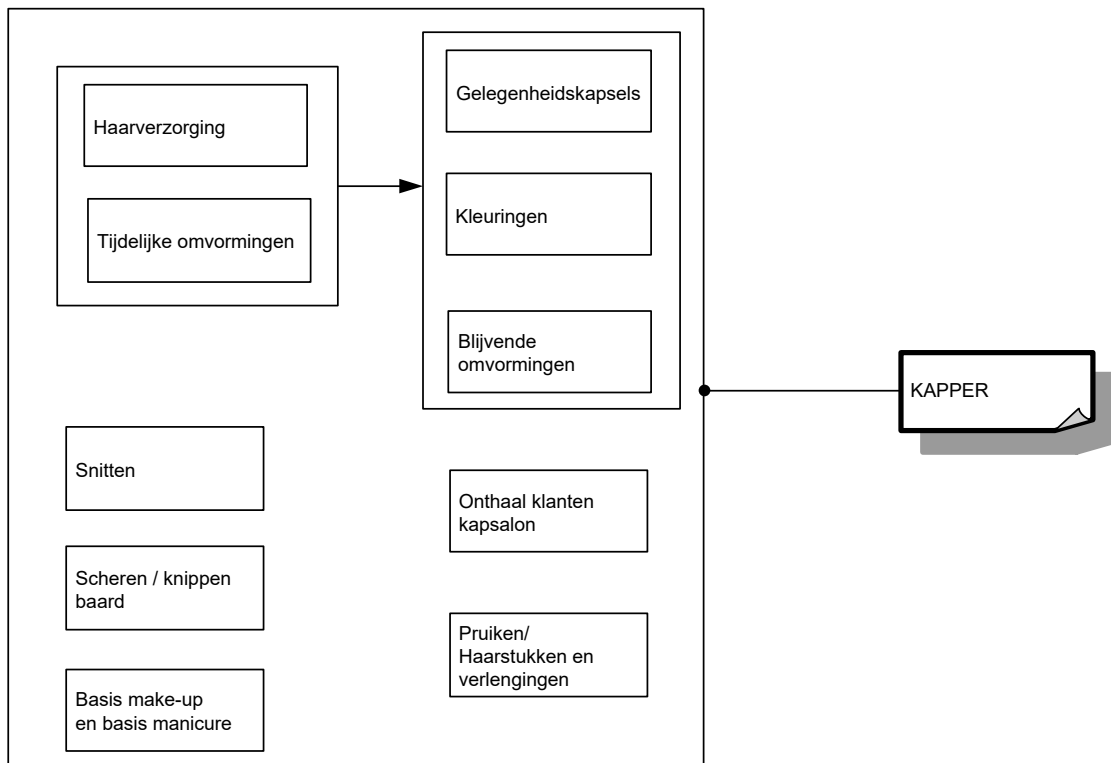 Haarverzorging
Tijdelijke omvormingen
Gelegenheidskapsels
Kleuringen
Blijvende
omvormingen
KAPPER
Snitten
Scheren / knippen
baard
Basis make-up
en basis manicure
Onthaal klanten
kapsalon
Pruiken/
Haarstukken en
verlengingen